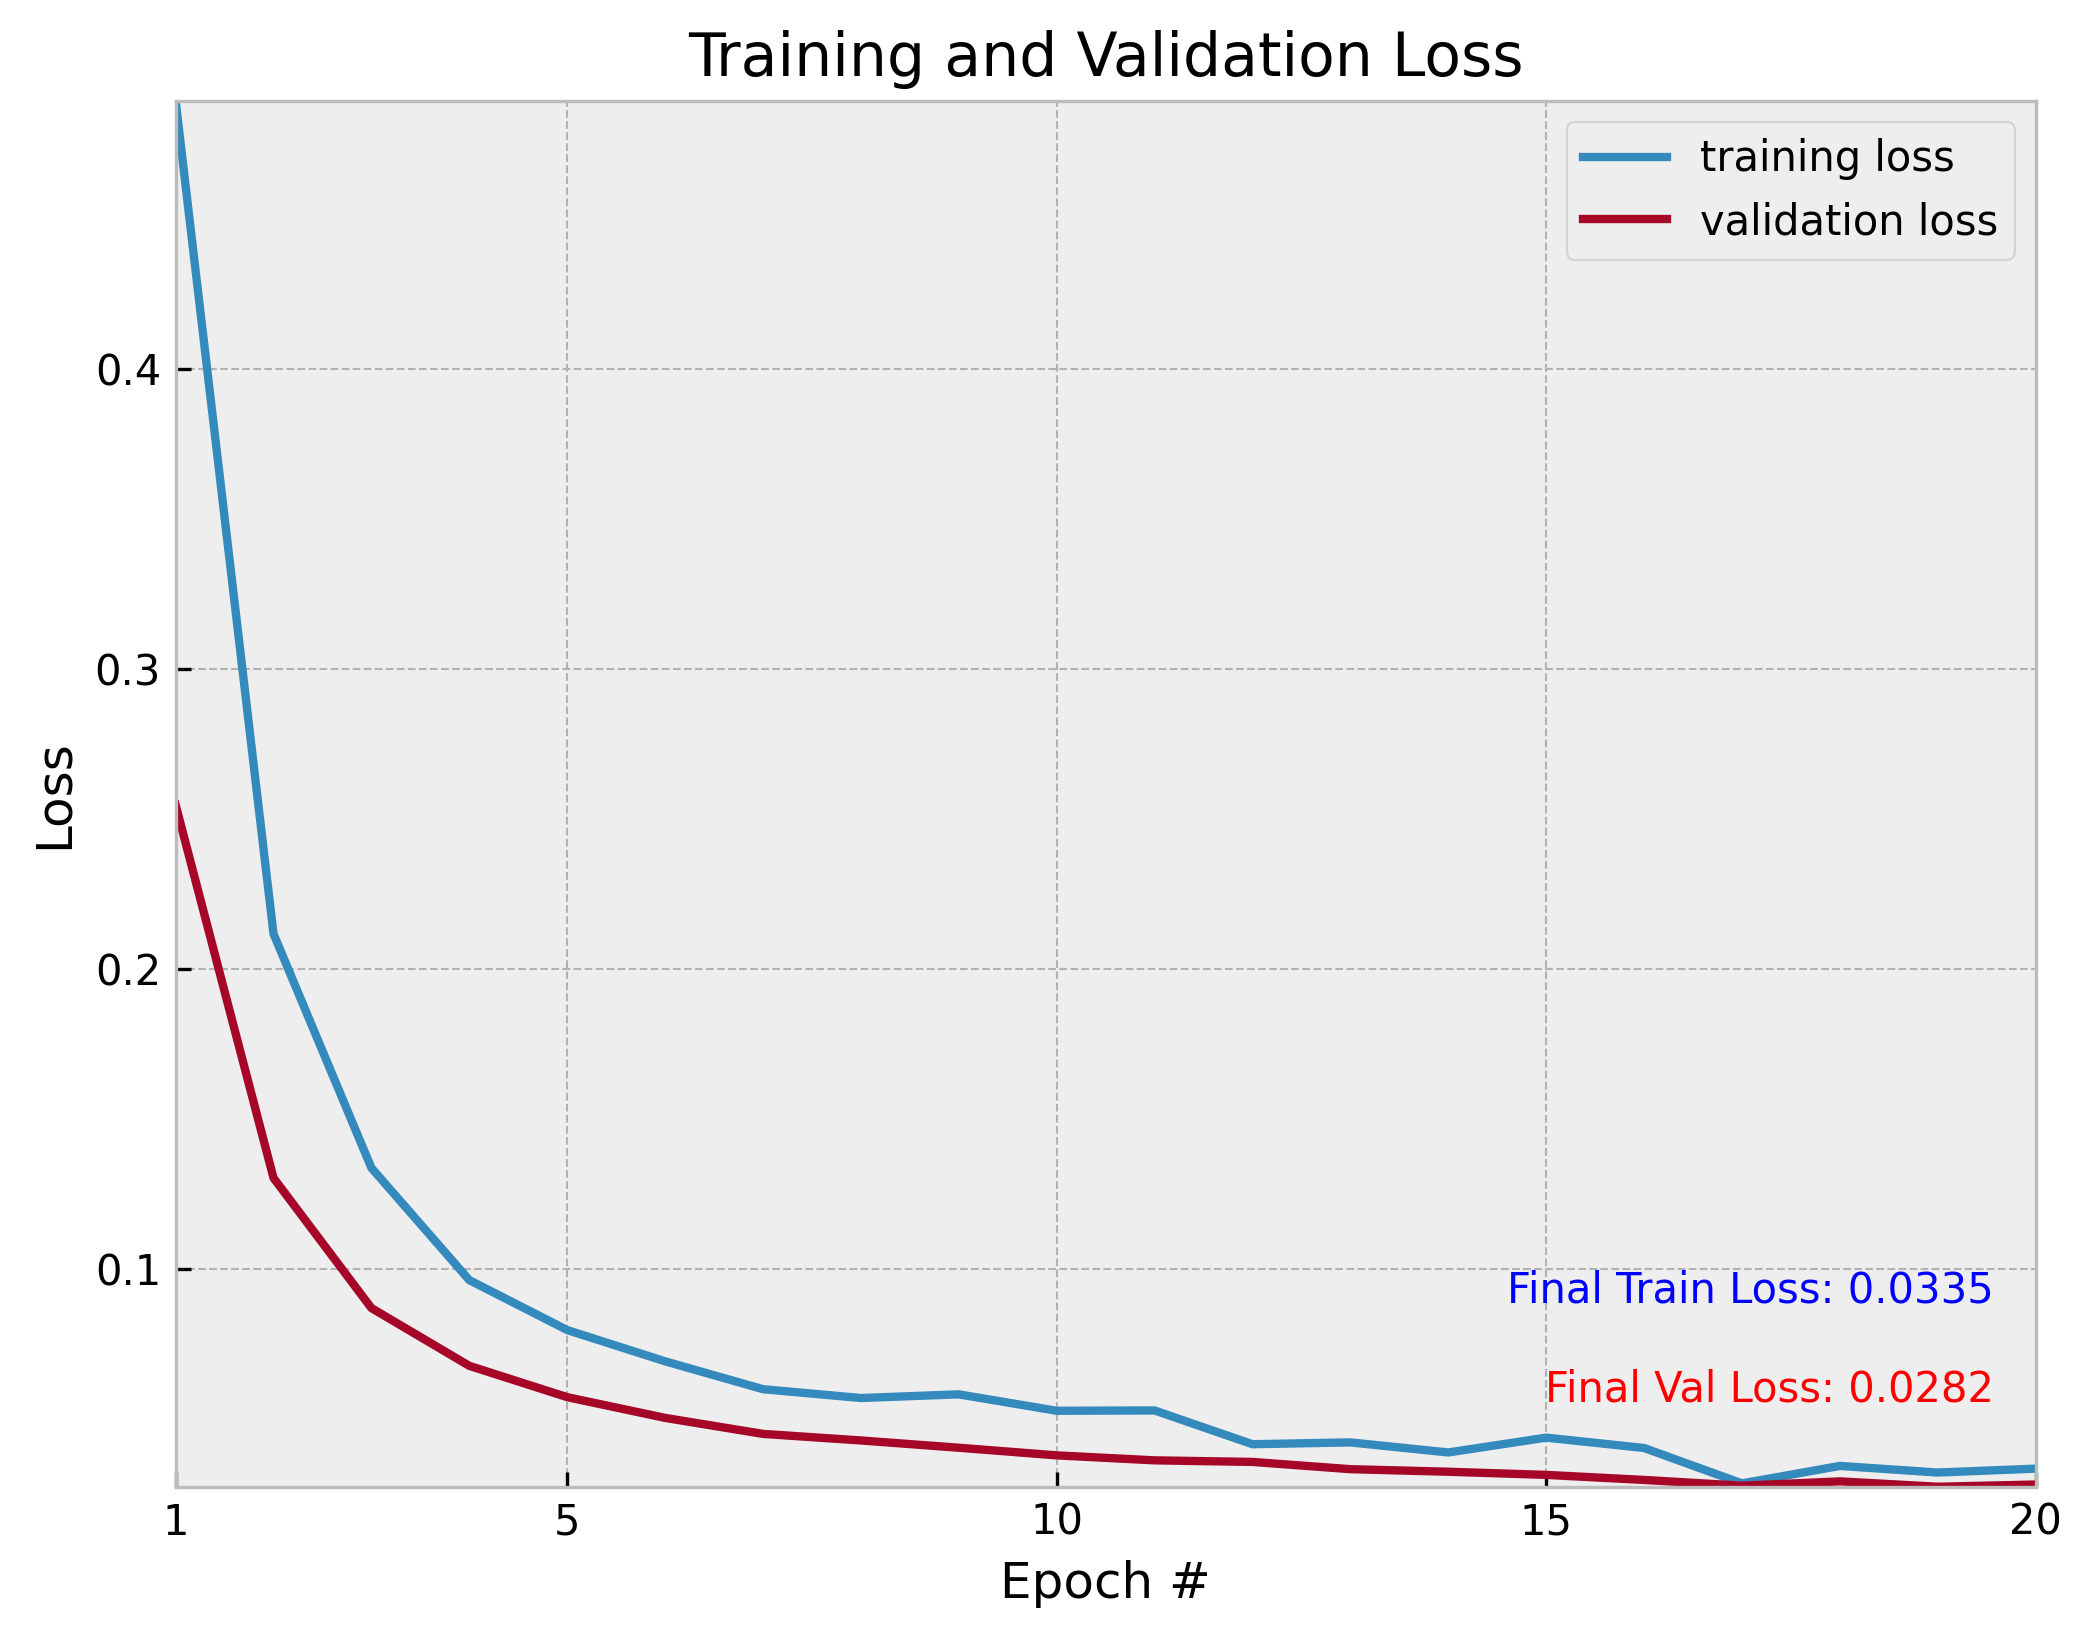 Training and Validation Loss
training loss
validation loss
0.4
0.3
0.2
0.1
Loss
Final Train Loss: 0.0335
Final Val Loss: 0.0282
1 5 10 15 20
Epoch #